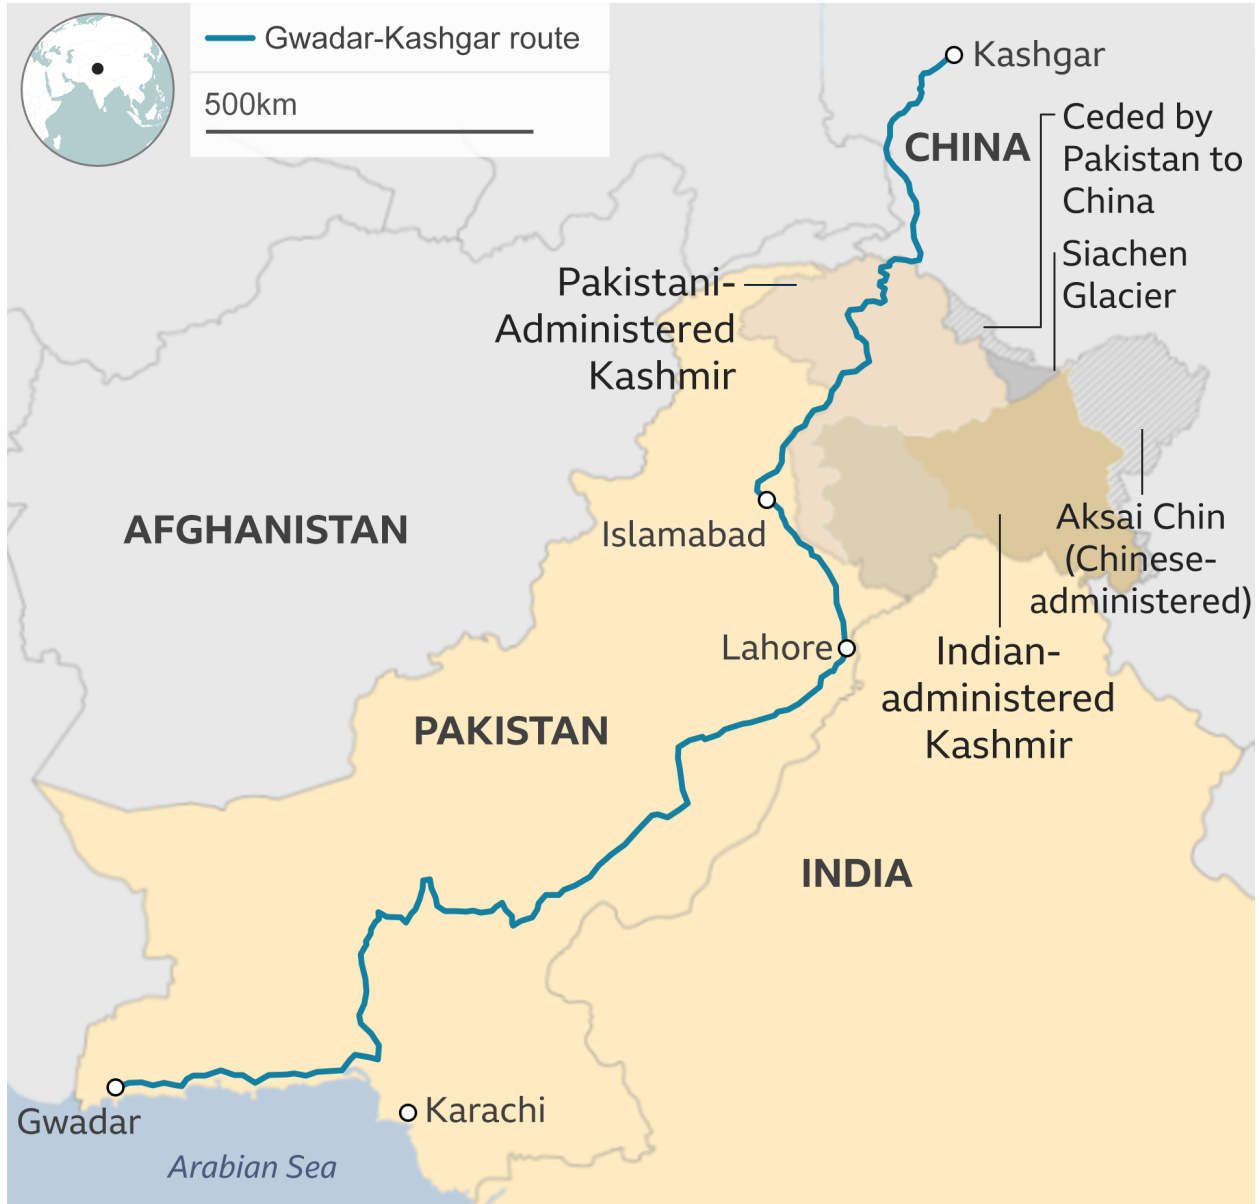 Gwadar-Kashgar route
500km
Kashgar
CHINA
Ceded by
Pakistan to
China
Siachen
Glacier
Pakistani-
Administered
Kashmir
AFGHANISTAN
Islamabad
Aksai Chin
(Chinese-
administered)
Lahore
Indian-
administered
Kashmir
PAKISTAN
INDIA
Gwadar
Karachi
Arabian Sea